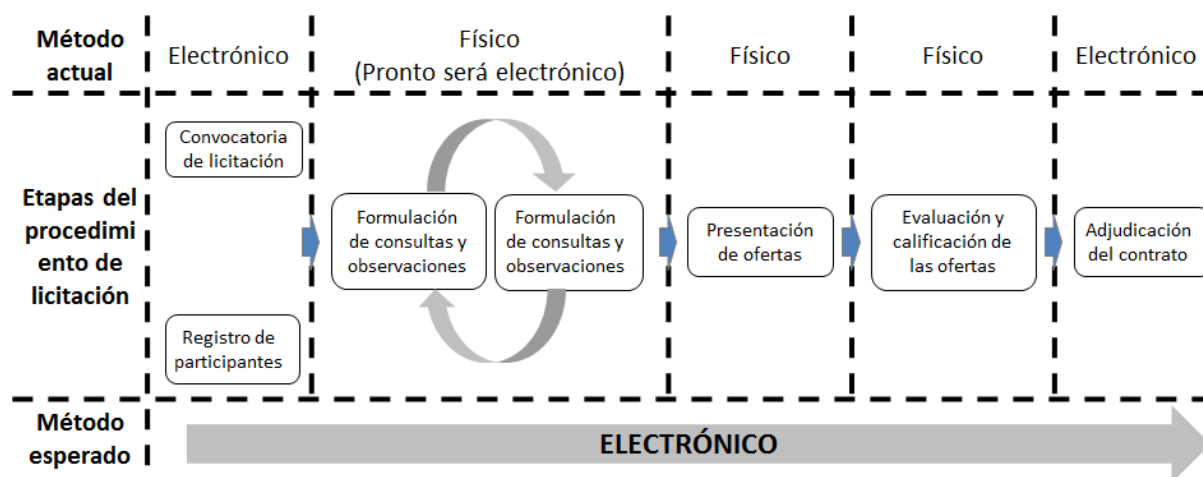 Método
actual
Electrónico
Físico
(Pronto será electrónico)
Físico
Físico
Electrónico
Etapas del
procedimi
ento de
licitación
Convocatoria
de licitación
Registro de
participantes
Formulación
de consultas y
observaciones
Formulación
de consultas y
observaciones
Presentación
de ofertas
Evaluación y
calificación de
las ofertas
Adjudicación
del contrato
Método
esperado
ELECTRÓNICO